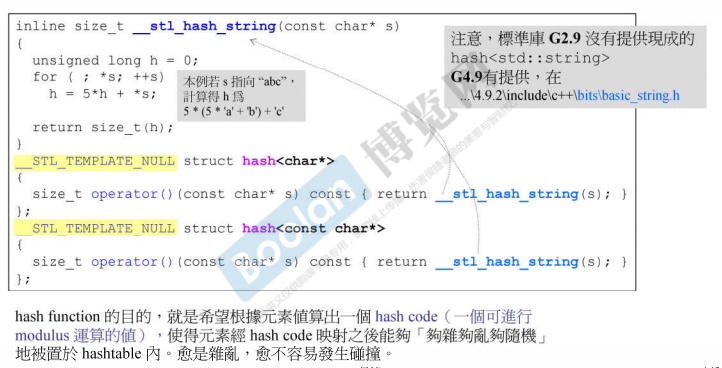 inline size_t __stl_hash_string(const char* s)
{
unsigned long h = 0;
for ( ; *s; ++s)
h = 5*h + *s;
return size_t(h);
}
本例若 s 指向 “abc”，
計算得 h 為
5 * (5 * 'a' + 'b') + 'c'
注意，標準庫 G2.9 沒有提供現成的
hash<std::string>
G4.9有提供，在
...\4.9.2\include\c++\bits\basic_string.h
__STL_TEMPLATE_NULL struct hash<char*>
{
size_t operator()(const char* s) const { return __stl_hash_string(s); }
};
__STL_TEMPLATE_NULL struct hash<const char*>
{
size_t operator()(const char* s) const { return __stl_hash_string(s); }
};
Boolan 博览网
hash function 的目的，就是希望根據元素值算出一個 hash code（一個可進行
modulus 運算的值），使得元素經 hash code 映射之後能夠「夠雜夠亂夠隨機」
地被置於 hashtable 內。愈是雜亂，愈不容易發生碰撞。